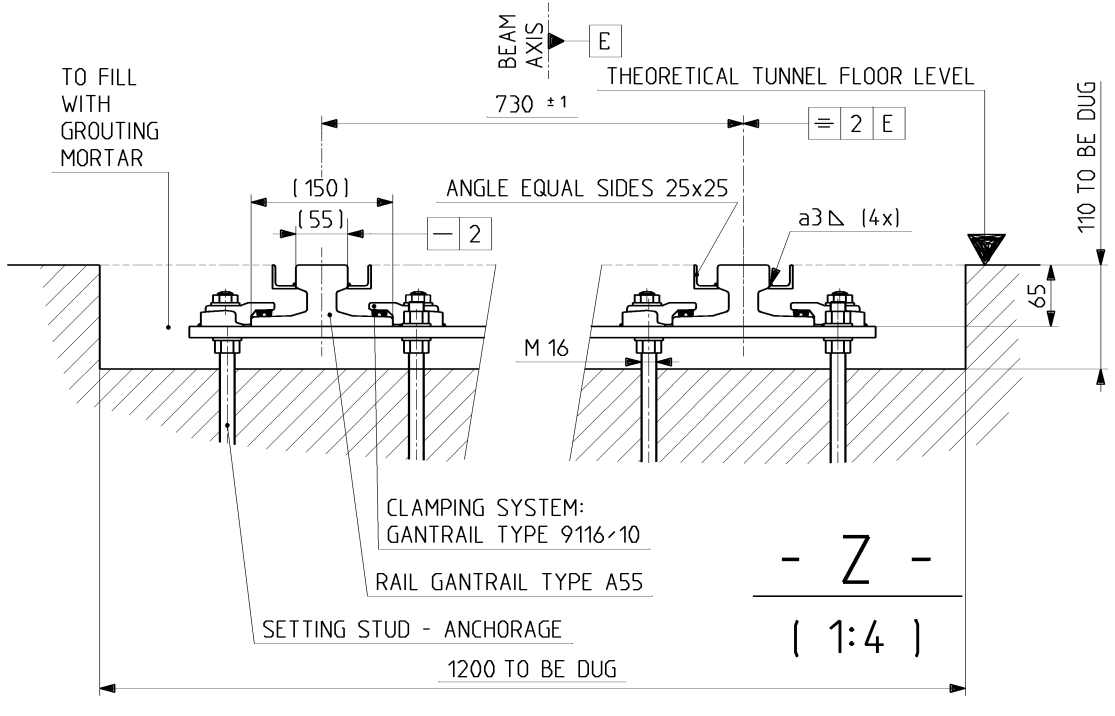 BEAM
AXIS
E
TO FILL
WITH
GROUTING
MORTAR
THEORETICAL TUNNEL FLOOR LEVEL
730 ±1
⌯ 2 E
110 TO BE DUG
(150)
ANGLE EQUAL SIDES 25x25
(55)
— 2
a3 ⊿ (4x)
65
M 16
CLAMPING SYSTEM:
GANTRAIL TYPE 9116/10
RAIL GANTRAIL TYPE A55
SETTING STUD - ANCHORAGE
- Z -
( 1:4 )
1200 TO BE DUG